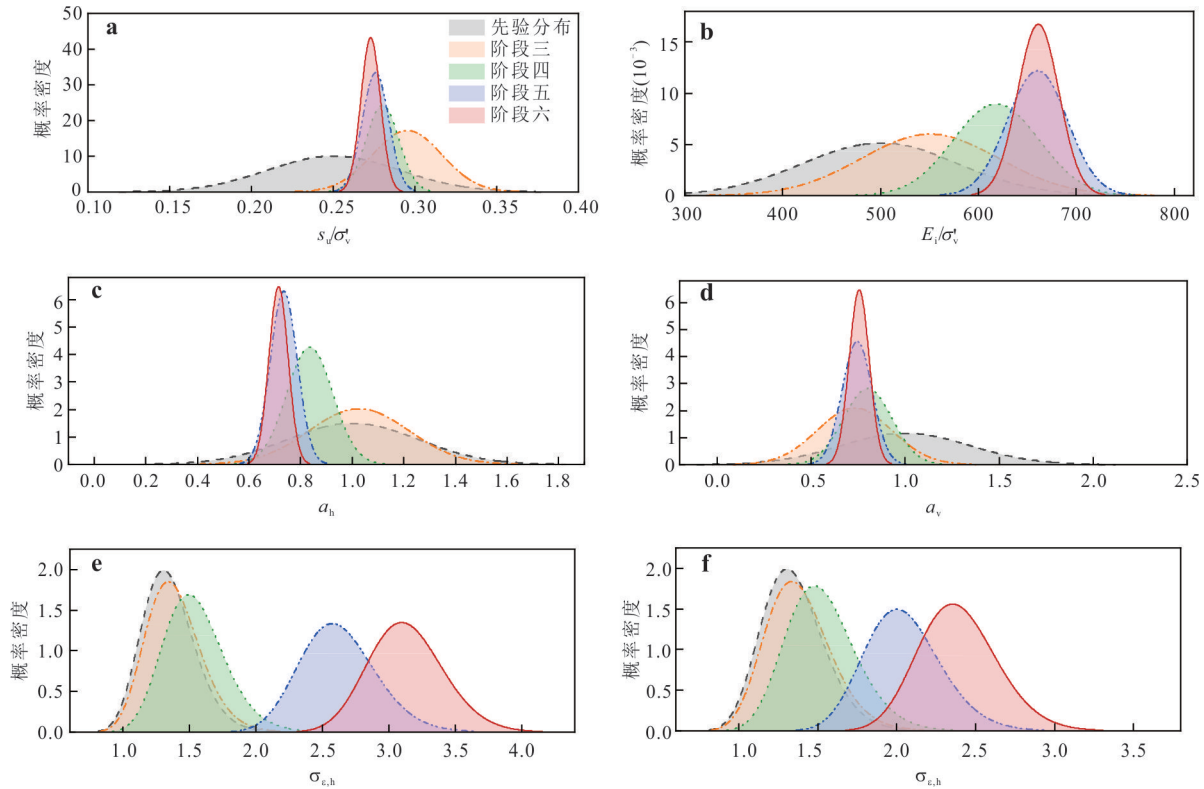 a
50
40
30
20
10
0
概率密度
0.10 0.15 0.20 0.25 0.30 0.35 0.40
su/σ′v
先验分布
阶段三
阶段四
阶段五
阶段六
b
15
10
5
0
概率密度(10⁻³)
300 400 500 600 700 800
Ei/σ′v
c
6
5
4
3
2
1
0
概率密度
0.0 0.2 0.4 0.6 0.8 1.0 1.2 1.4 1.6 1.8
ah
d
6
5
4
3
2
1
0
概率密度
0.0 0.5 1.0 1.5 2.0 2.5
av
e
2.0
1.5
1.0
0.5
0.0
概率密度
1.0 1.5 2.0 2.5 3.0 3.5 4.0
σε,h
f
2.0
1.5
1.0
0.5
0.0
概率密度
1.0 1.5 2.0 2.5 3.0 3.5
σε,h